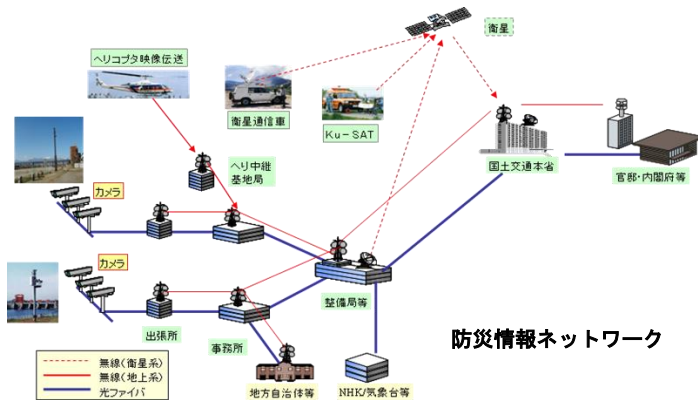 ヘリコプタ映像伝送
衛星
衛星通信車
Ku-SAT
国土交通本省
官邸・内閣府等
ヘリ中継
基地局
カメラ
カメラ
整備局等
出張所
事務所
防災情報ネットワーク
無線(衛星系)
無線(地上系)
光ファイバ
地方自治体等
NHK/気象台等